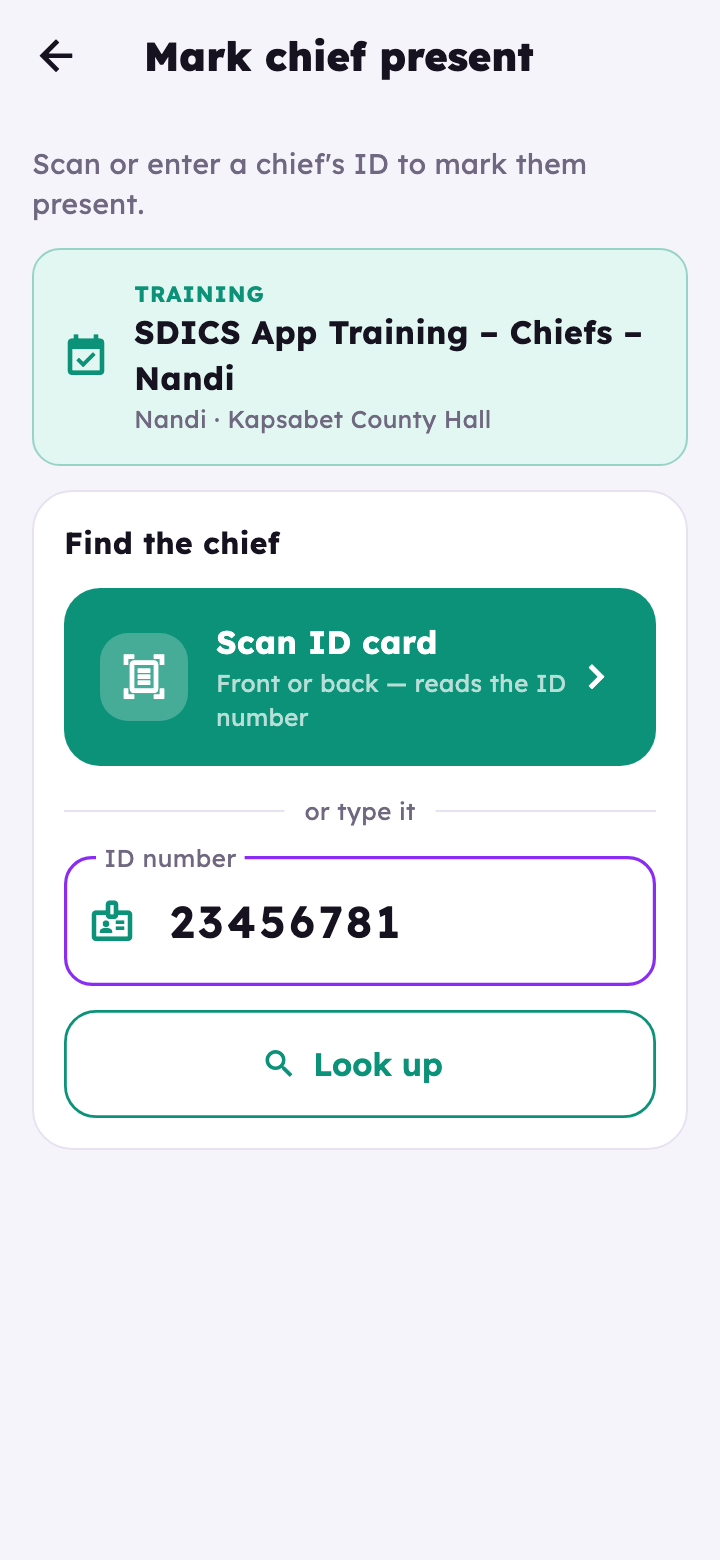 Mark chief present
Scan or enter a chief's ID to mark them
present.
TRAINING
SDICS App Training – Chiefs –
Nandi
Nandi · Kapsabet County Hall
Find the chief
Scan ID card
Front or back — reads the ID
number
or type it
ID number
23456781
Look up